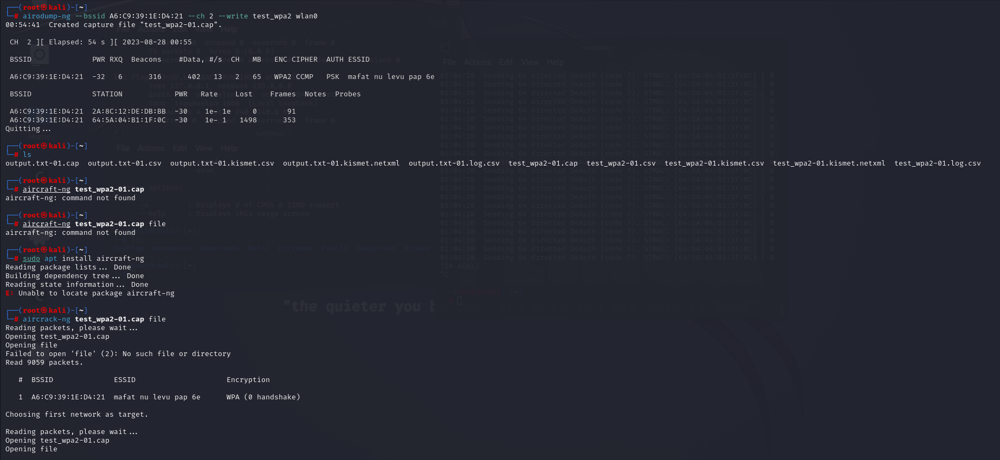 ┌──(root㉿kali)-[~]
└─# airodump-ng --bssid A6:C9:39:1E:D4:21 --ch 2 --write test_wpa2 wlan0
00:54:41  Created capture file "test_wpa2-01.cap".
CH  2 ][ Elapsed: 54 s ][ 2023-08-28 00:55
BSSID              PWR RXQ  Beacons    #Data, #/s  CH   MB   ENC CIPHER  AUTH ESSID
A6:C9:39:1E:D4:21  -32   6      316      402   13   2   65   WPA2 CCMP   PSK  mafat nu levu pap 6e
BSSID              STATION            PWR   Rate    Lost    Frames  Notes  Probes
A6:C9:39:1E:D4:21  2A:8C:12:DE:DB:BB  -30    1e- 1e     0       91
A6:C9:39:1E:D4:21  64:5A:04:B1:1F:0C  -30    1e- 1   1498      353
Quitting...
┌──(root㉿kali)-[~]
└─# ls
output.txt-01.cap  output.txt-01.csv  output.txt-01.kismet.csv  output.txt-01.kismet.netxml  output.txt-01.log.csv  test_wpa2-01.cap  test_wpa2-01.csv  test_wpa2-01.kismet.csv  test_wpa2-01.kismet.netxml  test_wpa2-01.log.csv
┌──(root㉿kali)-[~]
└─# aircraft-ng test_wpa2-01.cap
aircraft-ng: command not found
┌──(root㉿kali)-[~]
└─# aircraft-ng test_wpa2-01.cap file
aircraft-ng: command not found
┌──(root㉿kali)-[~]
└─# sudo apt install aircraft-ng
Reading package lists... Done
Building dependency tree... Done
Reading state information... Done
E: Unable to locate package aircraft-ng
"the quieter you b
┌──(root㉿kali)-[~]
└─# aircrack-ng test_wpa2-01.cap file
Reading packets, please wait...
Opening test_wpa2-01.cap
Opening file
Failed to open 'file' (2): No such file or directory
Read 9059 packets.
#  BSSID              ESSID                     Encryption
1  A6:C9:39:1E:D4:21  mafat nu levu pap 6e      WPA (0 handshake)
Choosing first network as target.
Reading packets, please wait...
Opening test_wpa2-01.cap
Opening file